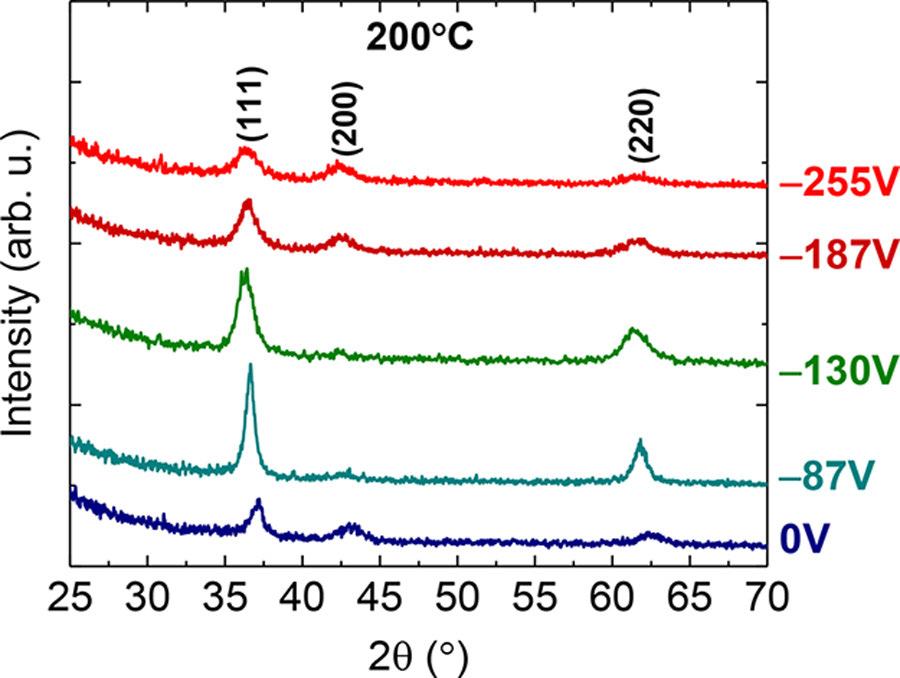 200°C
(111)
(200)
(220)
–255V
–187V
–130V
–87V
0V
Intensity (arb. u.)
25 30 35 40 45 50 55 60 65 70
2θ (°)